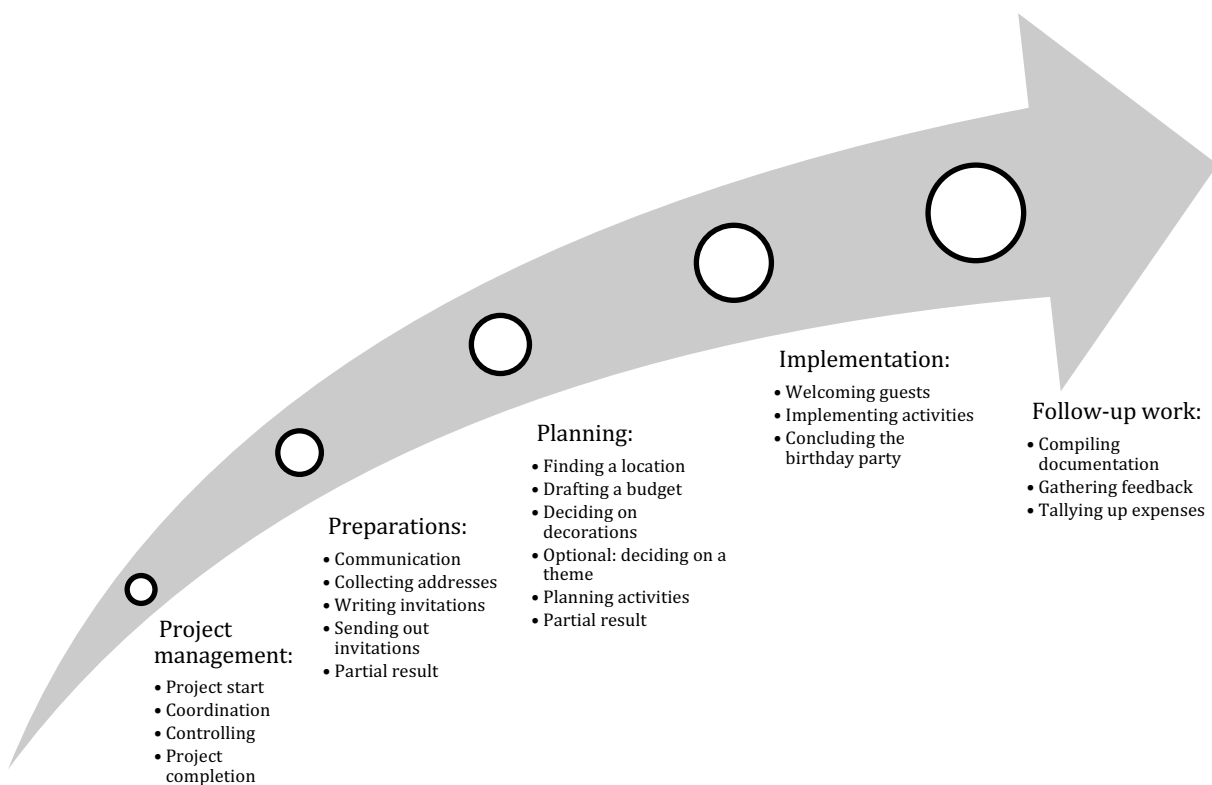 Project
management:
• Project start
• Coordination
• Controlling
• Project
completion
Preparations:
• Communication
• Collecting addresses
• Writing invitations
• Sending out
invitations
• Partial result
Planning:
• Finding a location
• Drafting a budget
• Deciding on
decorations
• Optional: deciding on a
theme
• Planning activities
• Partial result
Implementation:
• Welcoming guests
• Implementing activities
• Concluding the
birthday party
Follow-up work:
• Compiling
documentation
• Gathering feedback
• Tallying up expenses